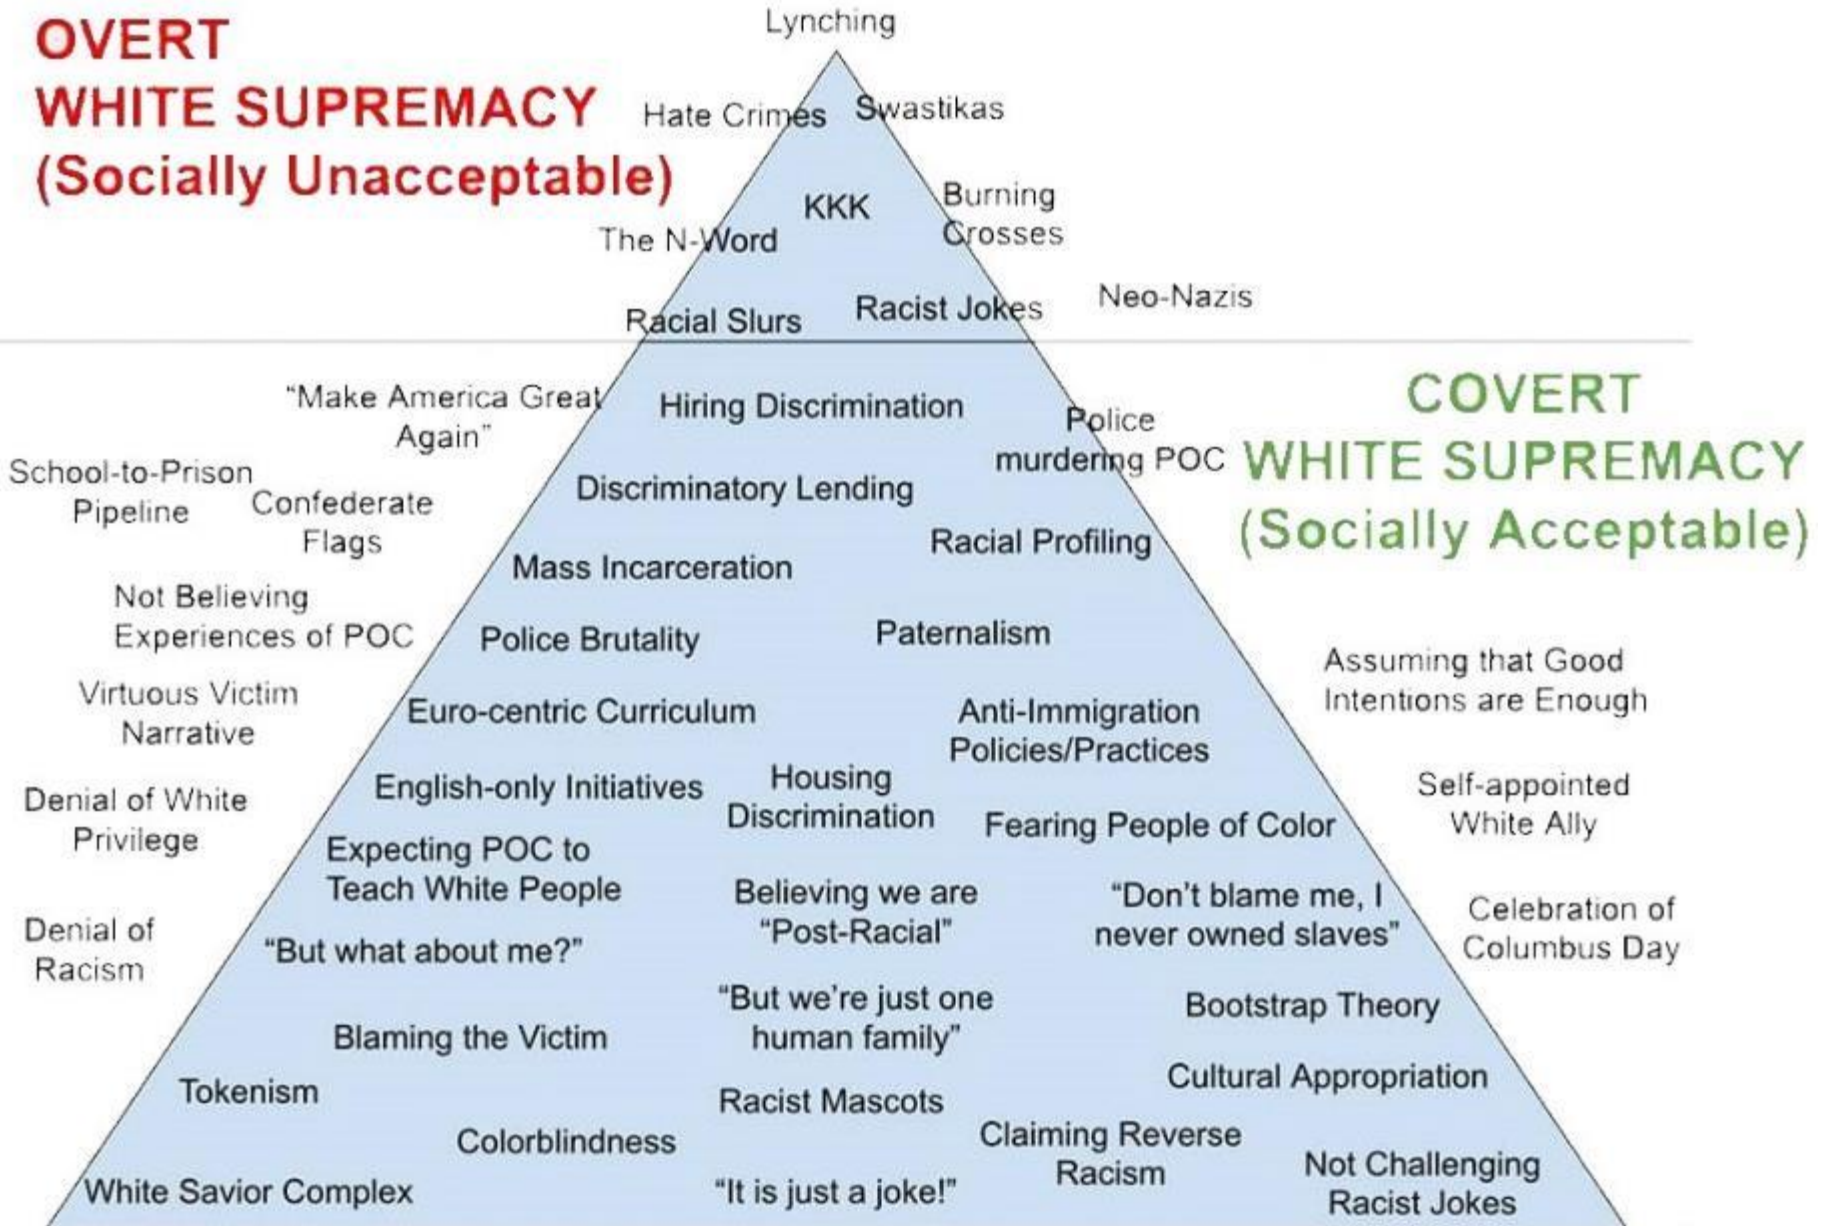 OVERT
WHITE SUPREMACY
(Socially Unacceptable)
Lynching
Hate Crimes
Swastikas
KKK
Burning
Crosses
The N-Word
Racial Slurs
Racist Jokes
Neo-Nazis
COVERT
WHITE SUPREMACY
(Socially Acceptable)
“Make America Great
Again”
Hiring Discrimination
Police
murdering POC
School-to-Prison
Pipeline
Confederate
Flags
Discriminatory Lending
Racial Profiling
Mass Incarceration
Not Believing
Experiences of POC
Police Brutality
Paternalism
Assuming that Good
Intentions are Enough
Virtuous Victim
Narrative
Euro-centric Curriculum
Anti-Immigration
Policies/Practices
English-only Initiatives
Housing
Discrimination
Fearing People of Color
Self-appointed
White Ally
Denial of White
Privilege
Expecting POC to
Teach White People
Believing we are
“Post-Racial”
“Don’t blame me, I
never owned slaves”
Celebration of
Columbus Day
Denial of
Racism
“But what about me?”
“But we’re just one
human family”
Bootstrap Theory
Blaming the Victim
Cultural Appropriation
Tokenism
Racist Mascots
Colorblindness
Claiming Reverse
Racism
Not Challenging
Racist Jokes
White Savior Complex
“It is just a joke!”